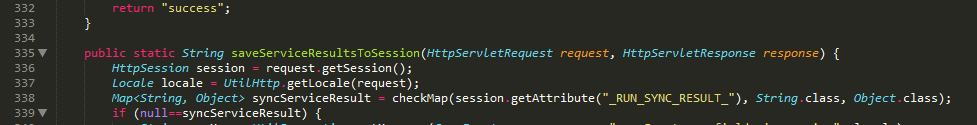 332 return "success";
333 }
334
335 public static String saveServiceResultsToSession(HttpServletRequest request, HttpServletResponse response) {
336 HttpSession session = request.getSession();
337 Locale locale = UtilHttp.getLocale(request);
338 Map<String, Object> syncServiceResult = checkMap(session.getAttribute("_RUN_SYNC_RESULT_"), String.class, Object.class);
339 if (null==syncServiceResult) {